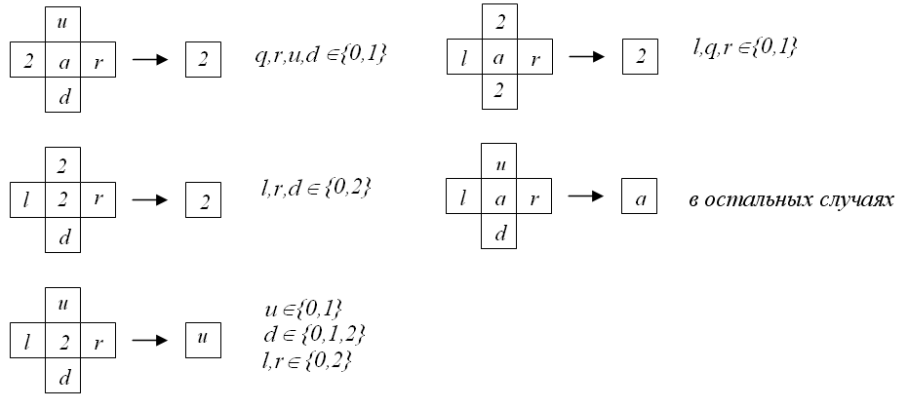 u
2 a r → 2 q,r,u,d ∈{0,1}
d
2
l a r → 2 l,q,r ∈{0,1}
2
2
l 2 r → 2 l,r,d ∈{0,2}
d
u
l a r → a в остальных случаях
d
u
l 2 r → u
d
u ∈{0,1}
d ∈{0,1,2}
l,r ∈{0,2}